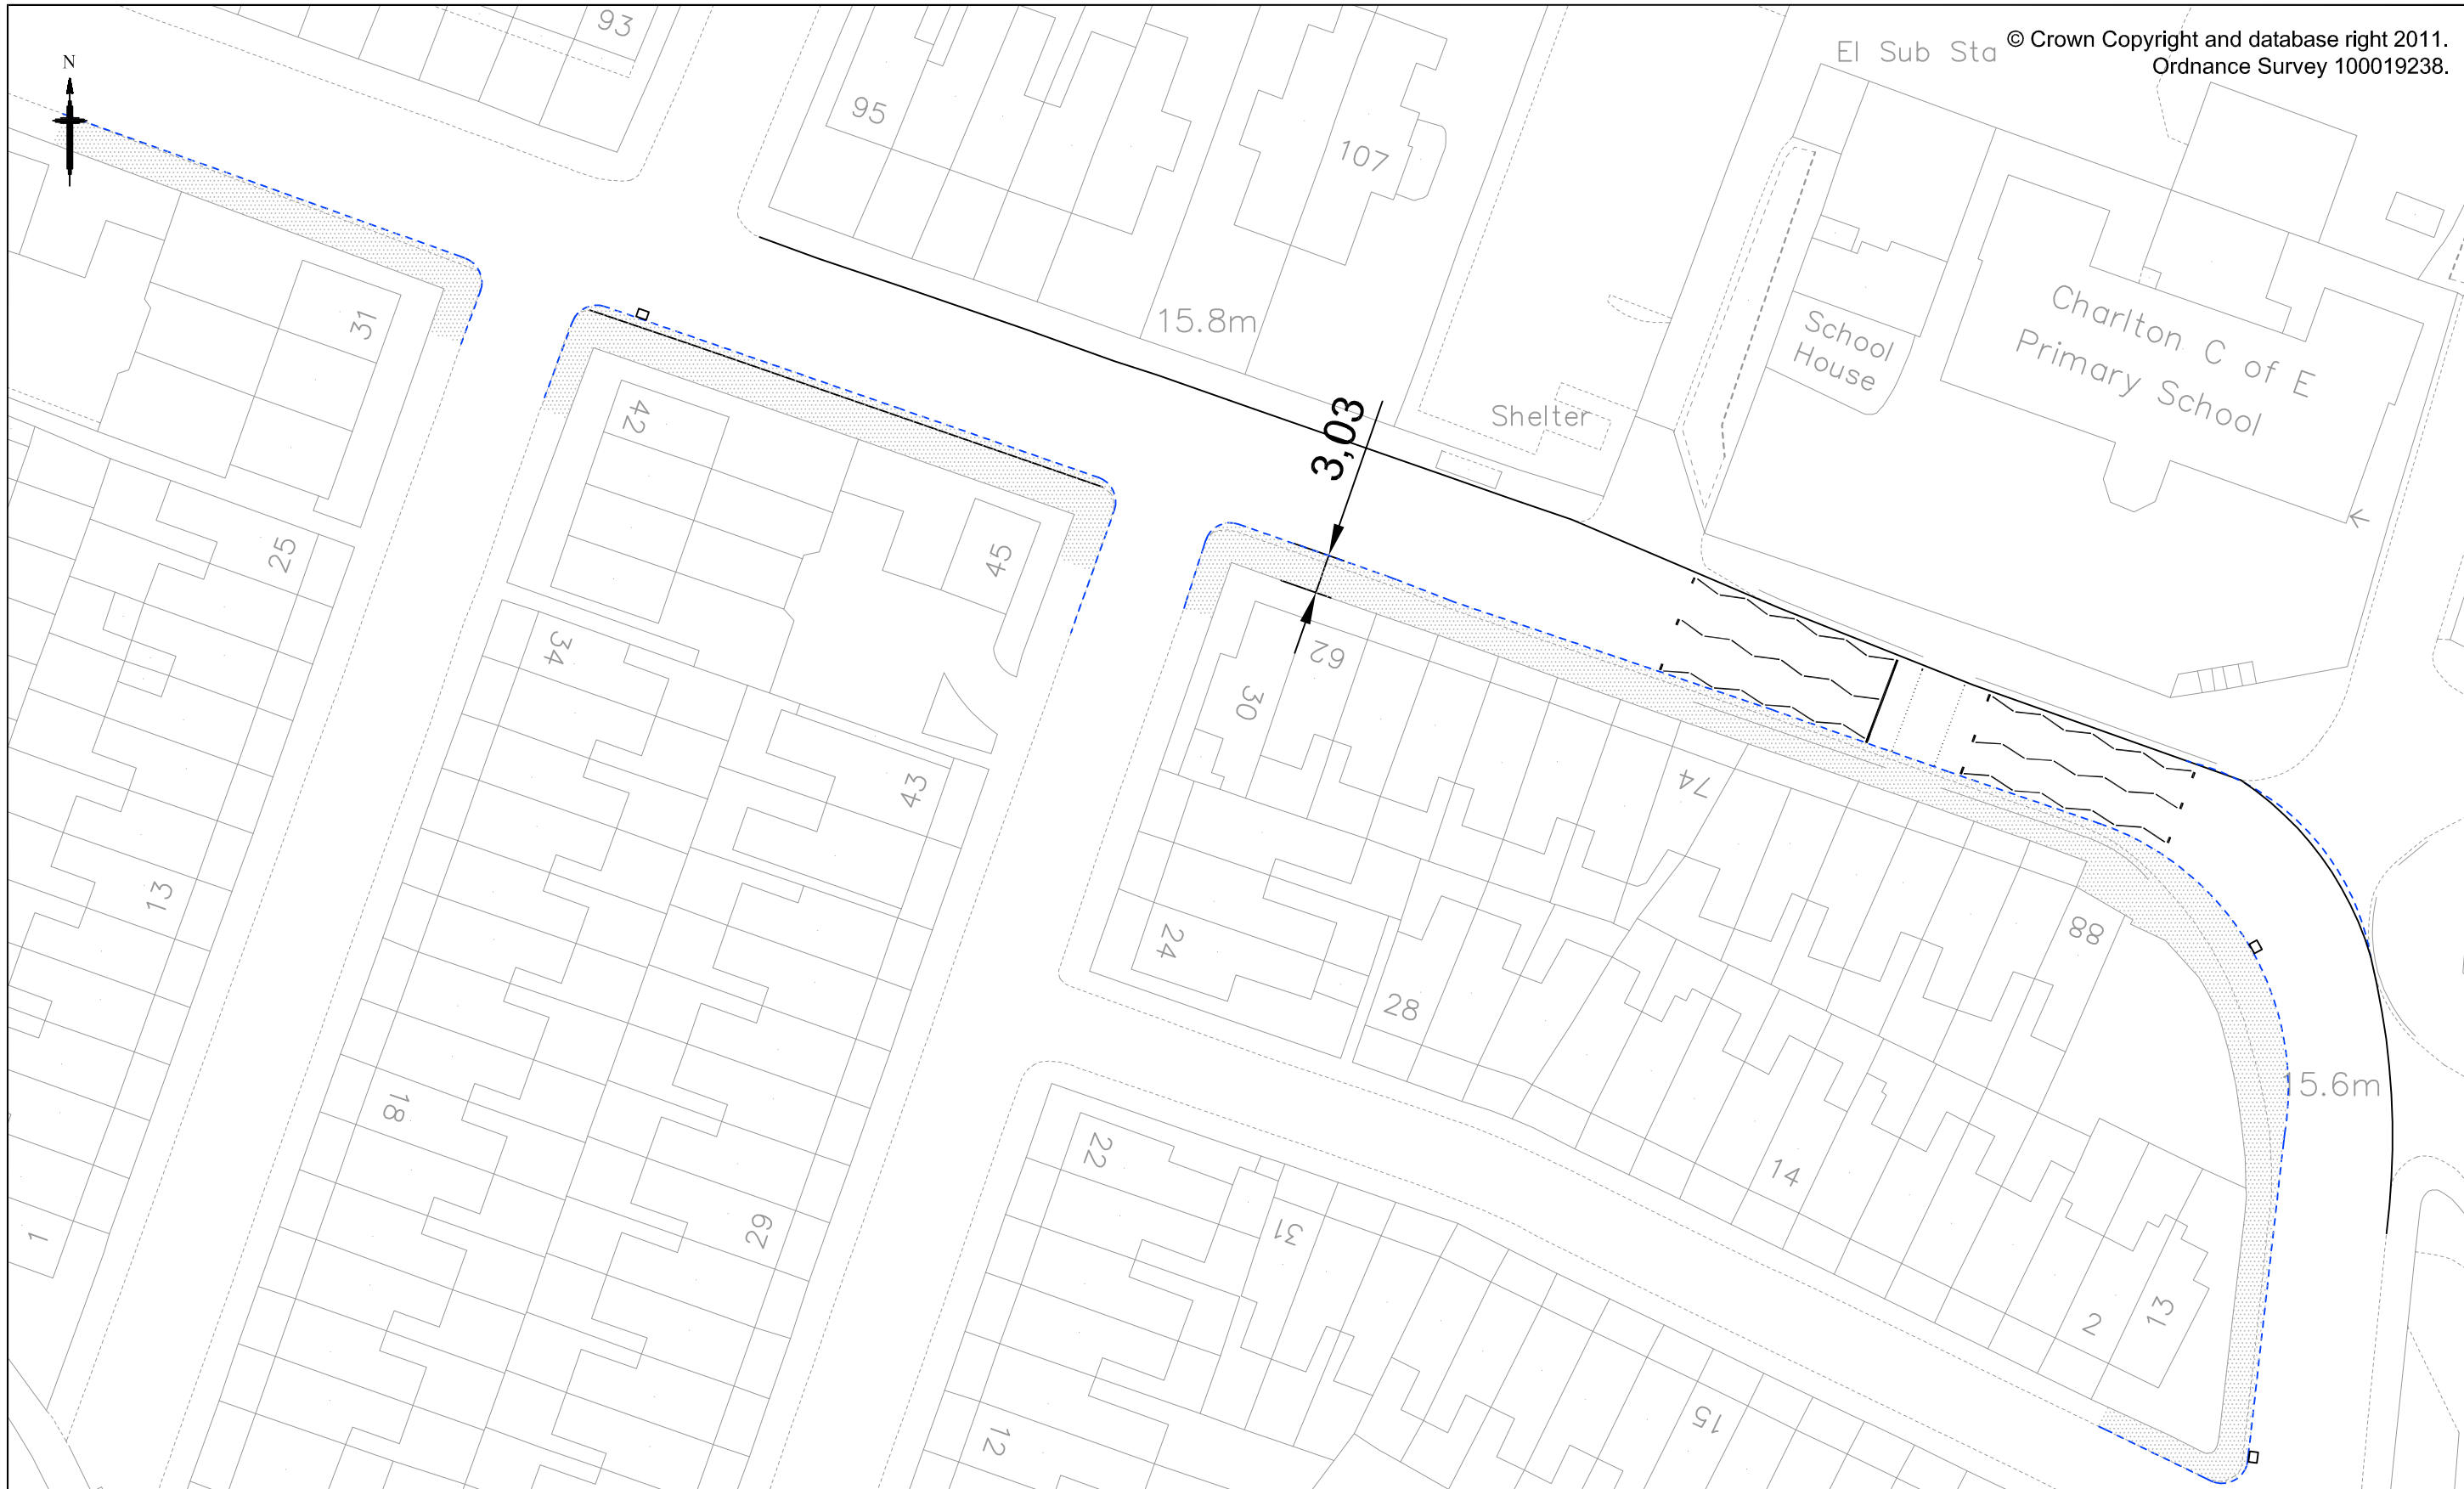 © Crown Copyright and database right 2011.
Ordnance Survey 100019238.
El Sub Sta
N
93
95
107
15.8m
School
House
Charlton C of E
Primary School
Shelter
3,03
31
42
45
25
34
43
62
30
74
88
13
24
28
18
29
1
22
31
14
2
13
12
15
15.6m